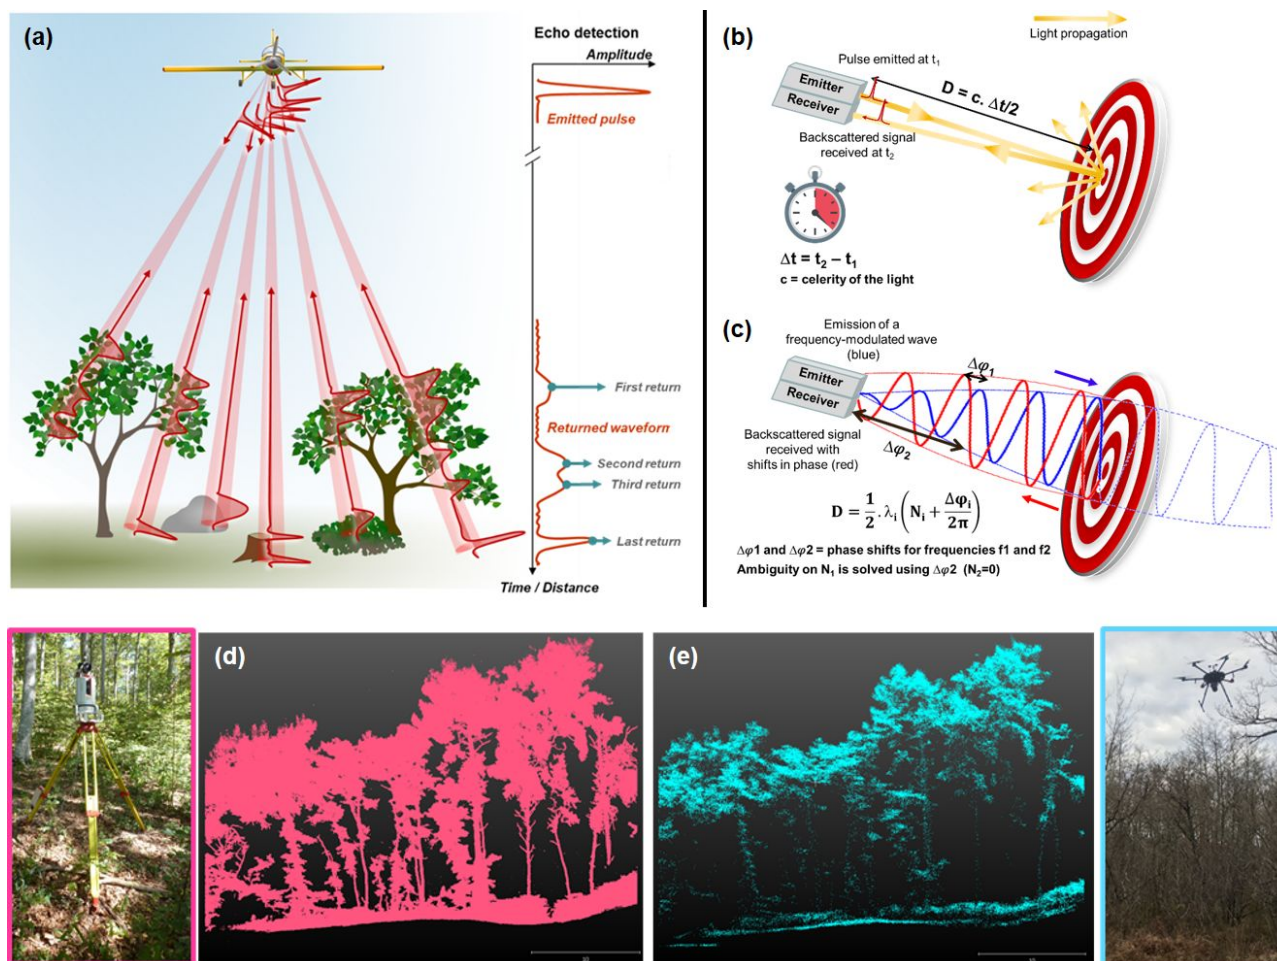 (a)
Echo detection
Amplitude
Emitted pulse
First return
Returned waveform
Second return
Third return
Last return
Time / Distance
(b)
Light propagation
Pulse emitted at t₁
Emitter
Receiver
D = c. Δt/2
Backscattered signal
received at t₂
Δt = t₂ – t₁
c = celerity of the light
(c)
Emission of a
frequency-modulated wave
(blue)
Δφ₁
Emitter
Receiver
Backscattered signal
received with
shifts in phase (red)
Δφ₂
D = 1/2 . λᵢ (Nᵢ + Δφᵢ/2π)
Δφ1 and Δφ2 = phase shifts for frequencies f1 and f2
Ambiguity on N₁ is solved using Δφ2 (N₂=0)
(d)
(e)